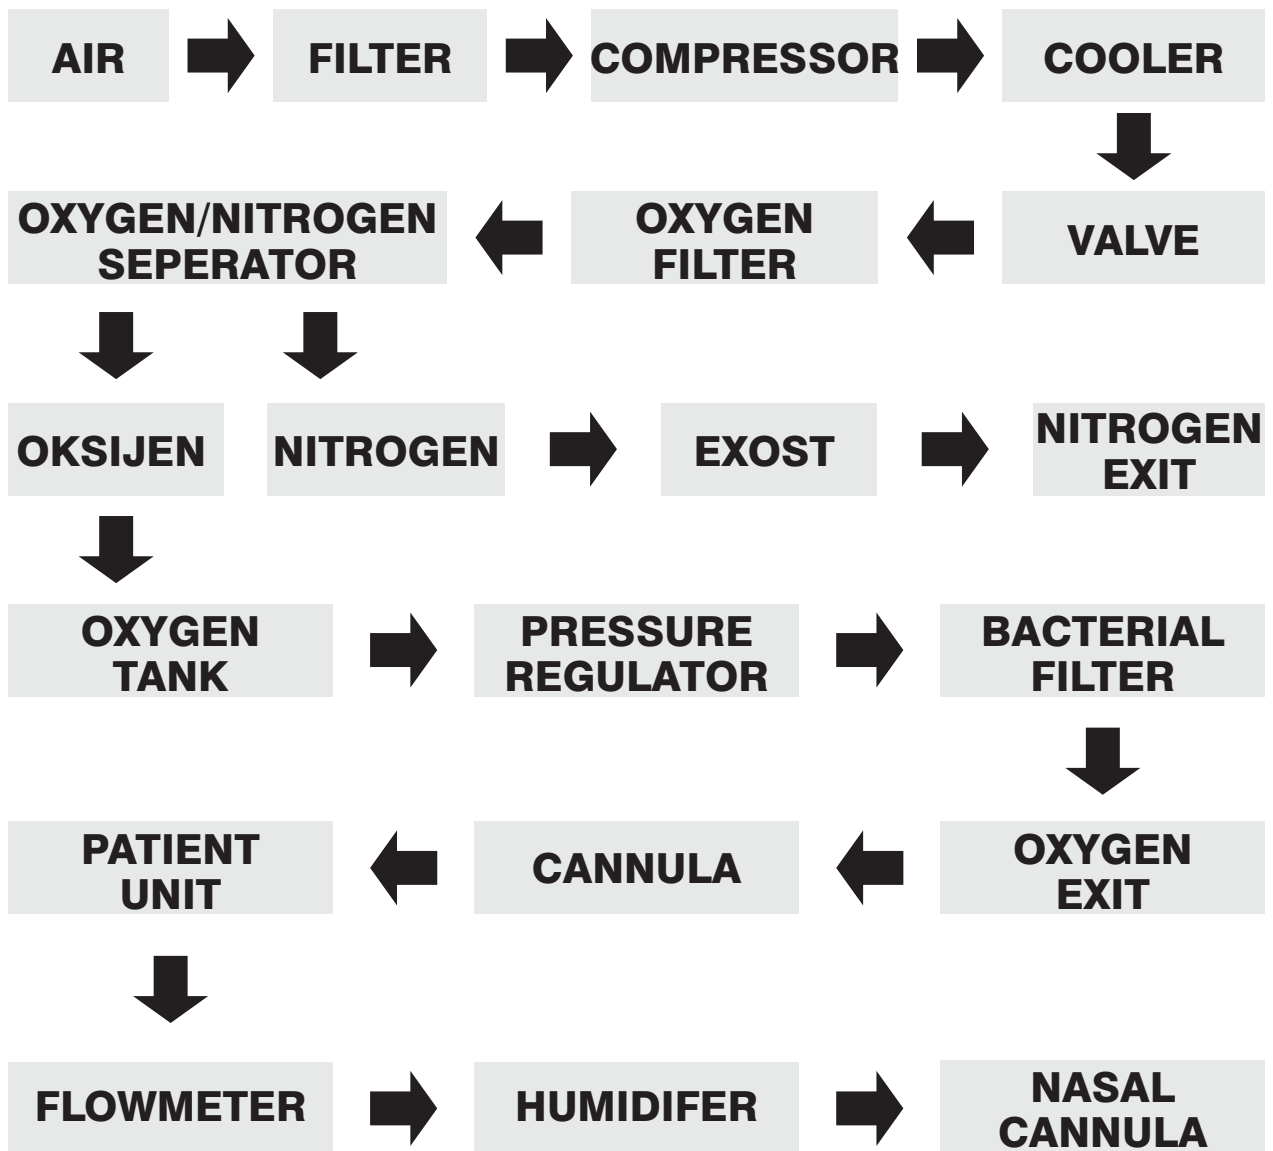 AIR
FILTER
COMPRESSOR
COOLER
VALVE
OXYGEN
FILTER
OXYGEN/NITROGEN
SEPERATOR
OKSIJEN
NITROGEN
EXOST
NITROGEN
EXIT
OXYGEN
TANK
PRESSURE
REGULATOR
BACTERIAL
FILTER
OXYGEN
EXIT
CANNULA
PATIENT
UNIT
FLOWMETER
HUMIDIFER
NASAL
CANNULA